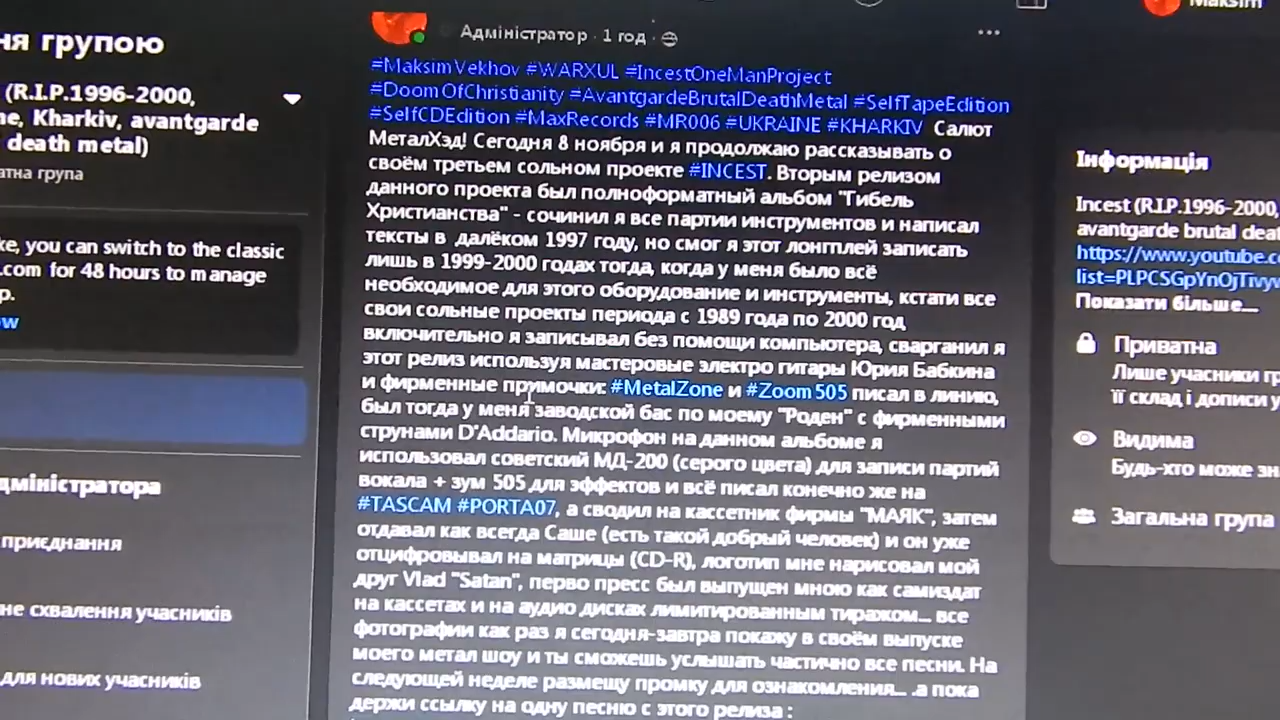 Maksim
ня групою
Адміністратор · 1 год ·
(R.I.P.1996-2000,
ne, Kharkiv, avantgarde
death metal)
атна група
ke, you can switch to the classic
.com for 48 hours to manage
p.
ow
дміністратора
приєднання
не схвалення учасників
для нових учасників
#MaksimVekhov #WARXUL #IncestOneManProject
#DoomOfChristianity #AvantgardeBrutalDeathMetal #SelfTapeEdition
#SelfCDEdition #MaxRecords #MR006 #UKRAINE #KHARKIV Салют
МеталХэд! Сегодня 8 ноября и я продолжаю рассказывать о
своём третьем сольном проекте #INCEST. Вторым релизом
данного проекта был полноформатный альбом "Гибель
Христианства" - сочинил я все партии инструментов и написал
тексты в далёком 1997 году, но смог я этот лонгплей записать
лишь в 1999-2000 годах тогда, когда у меня было всё
необходимое для этого оборудование и инструменты, кстати все
свои сольные проекты периода с 1989 года по 2000 год
включительно я записывал без помощи компьютера, сварганил я
этот релиз используя мастеровые электро гитары Юрия Бабкина
и фирменные примочки: #MetalZone и #Zoom505 писал в линию,
был тогда у меня заводской бас по моему "Роден" с фирменными
струнами D'Addario. Микрофон на данном альбоме я
использовал советский МД-200 (серого цвета) для записи партий
вокала + зум 505 для эффектов и всё писал конечно же на
#TASCAM #PORTA07, а сводил на кассетник фирмы "МАЯК", затем
отдавал как всегда Саше (есть такой добрый человек) и он уже
отцифровывал на матрицы (CD-R), логотип мне нарисовал мой
друг Vlad "Satan", перво пресс был выпущен мною как самиздат
на кассетах и на аудио дисках лимитированным тиражом... все
фотографии как раз я сегодня-завтра покажу в своём выпуске
моего метал шоу и ты сможешь услышать частично все песни. На
следующей неделе размещу промку для ознакомления... .а пока
держи ссылку на одну песню с этого релиза :
Інформація
Incest (R.I.P.1996-2000,
avantgarde brutal deat
https://www.youtube.co
list=PLPCSGpYnOjTivyv
Показати більше...
Приватна
Лише учасники гр
її склад і дописи у
Видима
Будь-хто може зн
Загальна група